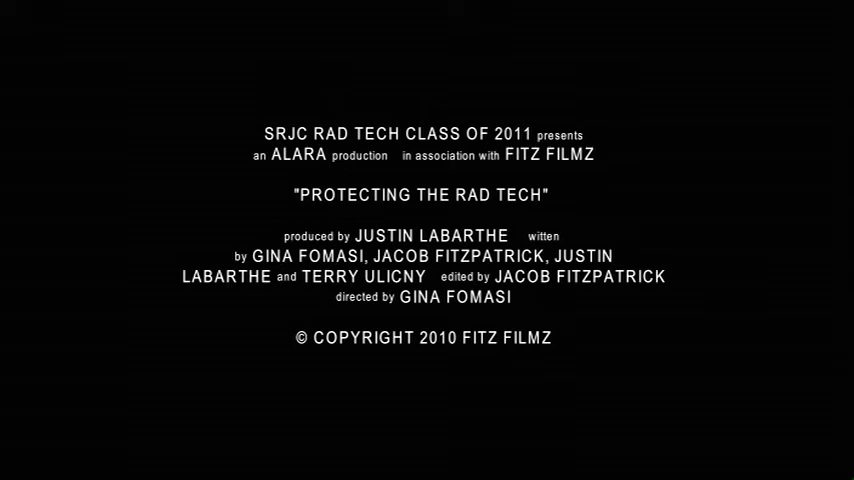 SRJC RAD TECH CLASS OF 2011 presents
an ALARA production in association with FITZ FILMZ
"PROTECTING THE RAD TECH"
produced by JUSTIN LABARTHE witten
by GINA FOMASI, JACOB FITZPATRICK, JUSTIN
LABARTHE and TERRY ULICNY edited by JACOB FITZPATRICK
directed by GINA FOMASI
© COPYRIGHT 2010 FITZ FILMZ